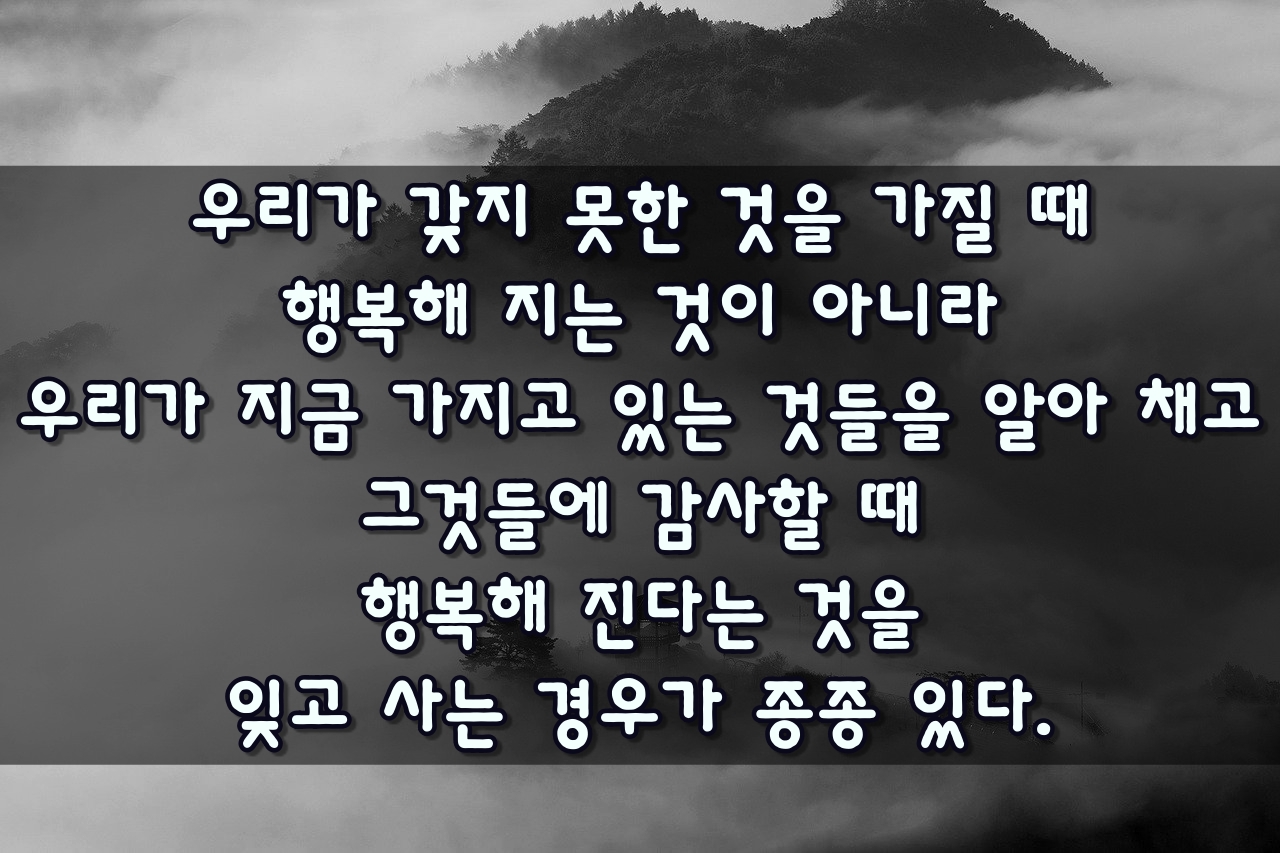 우리가 갖지 못한 것을 가질 때
행복해 지는 것이 아니라
우리가 지금 가지고 있는 것들을 알아 채고
그것들에 감사할 때
행복해 진다는 것을
잊고 사는 경우가 종종 있다.